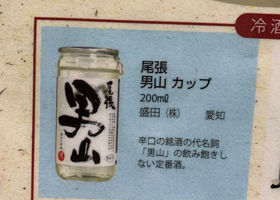 冷酒
尾張
男山 カップ
200ml
盛田 (株) 愛知
辛口の銘酒の代名詞
「男山」の飲み飽きし
ない定番酒。
尾張
男山